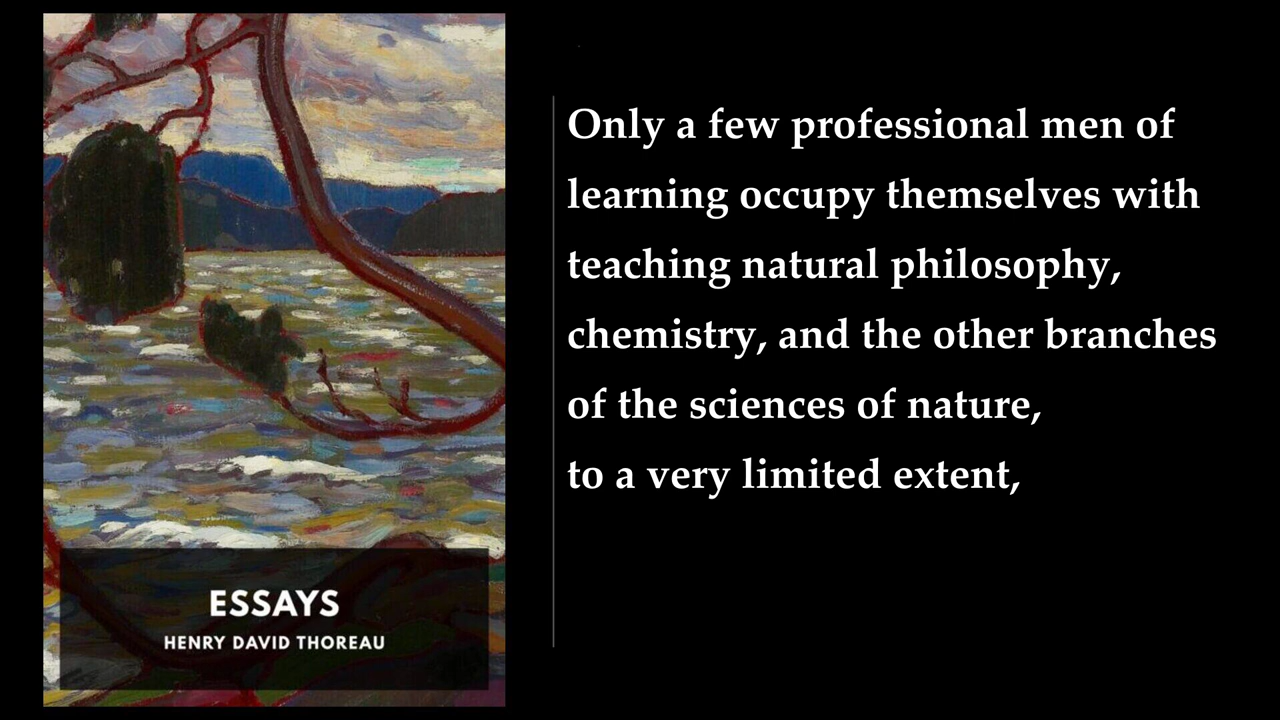 ESSAYS
HENRY DAVID THOREAU
Only a few professional men of
learning occupy themselves with
teaching natural philosophy,
chemistry, and the other branches
of the sciences of nature,
to a very limited extent,